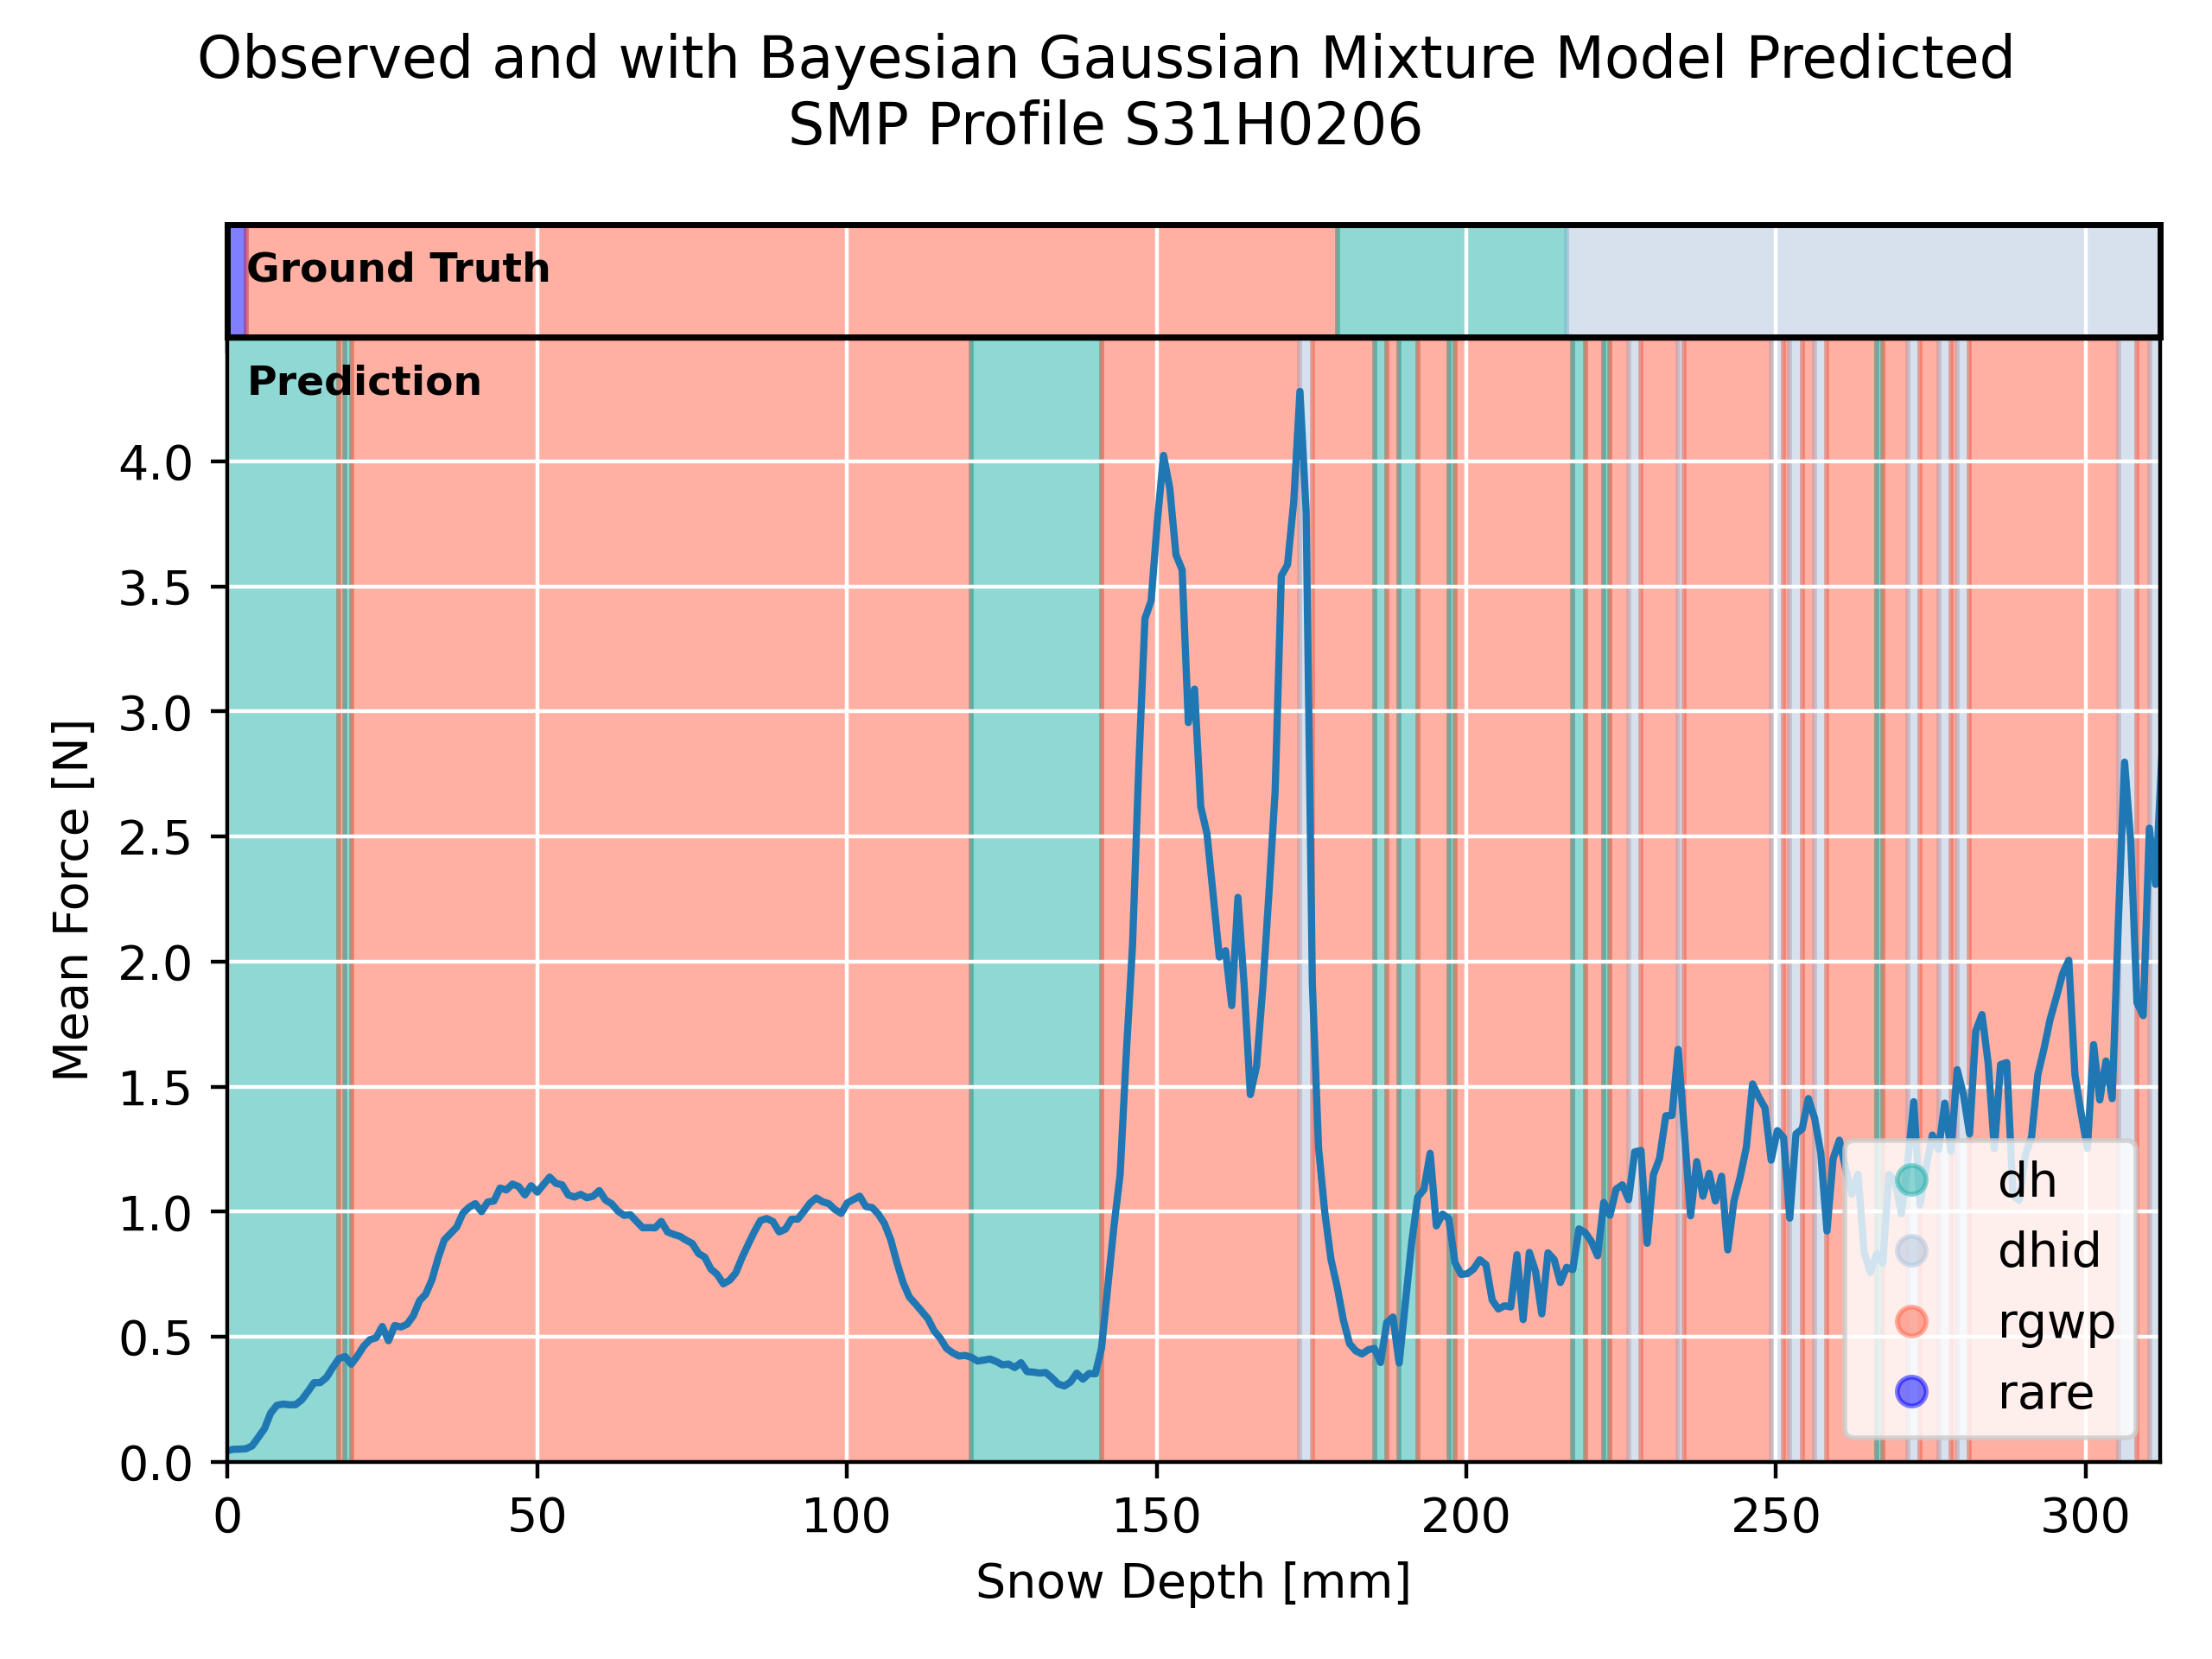 Observed and with Bayesian Gaussian Mixture Model Predicted
SMP Profile S31H0206
Ground Truth
Prediction
Mean Force [N]
4.0
3.5
3.0
2.5
2.0
1.5
1.0
0.5
0.0
0 50 100 150 200 250 300
Snow Depth [mm]
dh
dhid
rgwp
rare